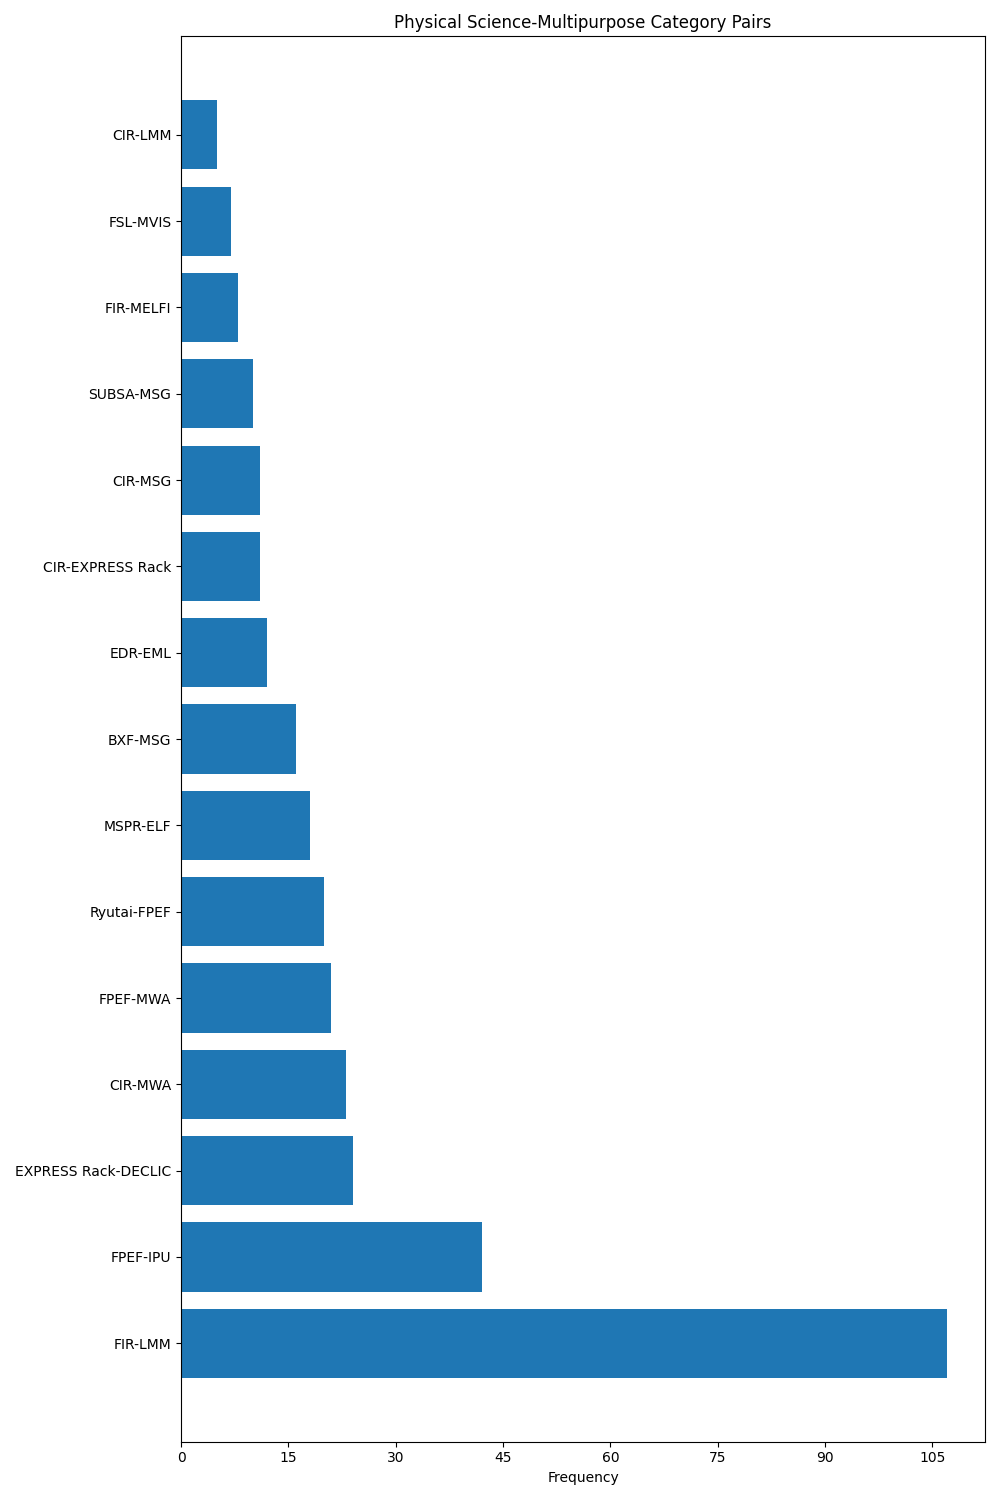 Physical Science-Multipurpose Category Pairs
CIR-LMM
FSL-MVIS
FIR-MELFI
SUBSA-MSG
CIR-MSG
CIR-EXPRESS Rack
EDR-EML
BXF-MSG
MSPR-ELF
Ryutai-FPEF
FPEF-MWA
CIR-MWA
EXPRESS Rack-DECLIC
FPEF-IPU
FIR-LMM
0 15 30 45 60 75 90 105
Frequency